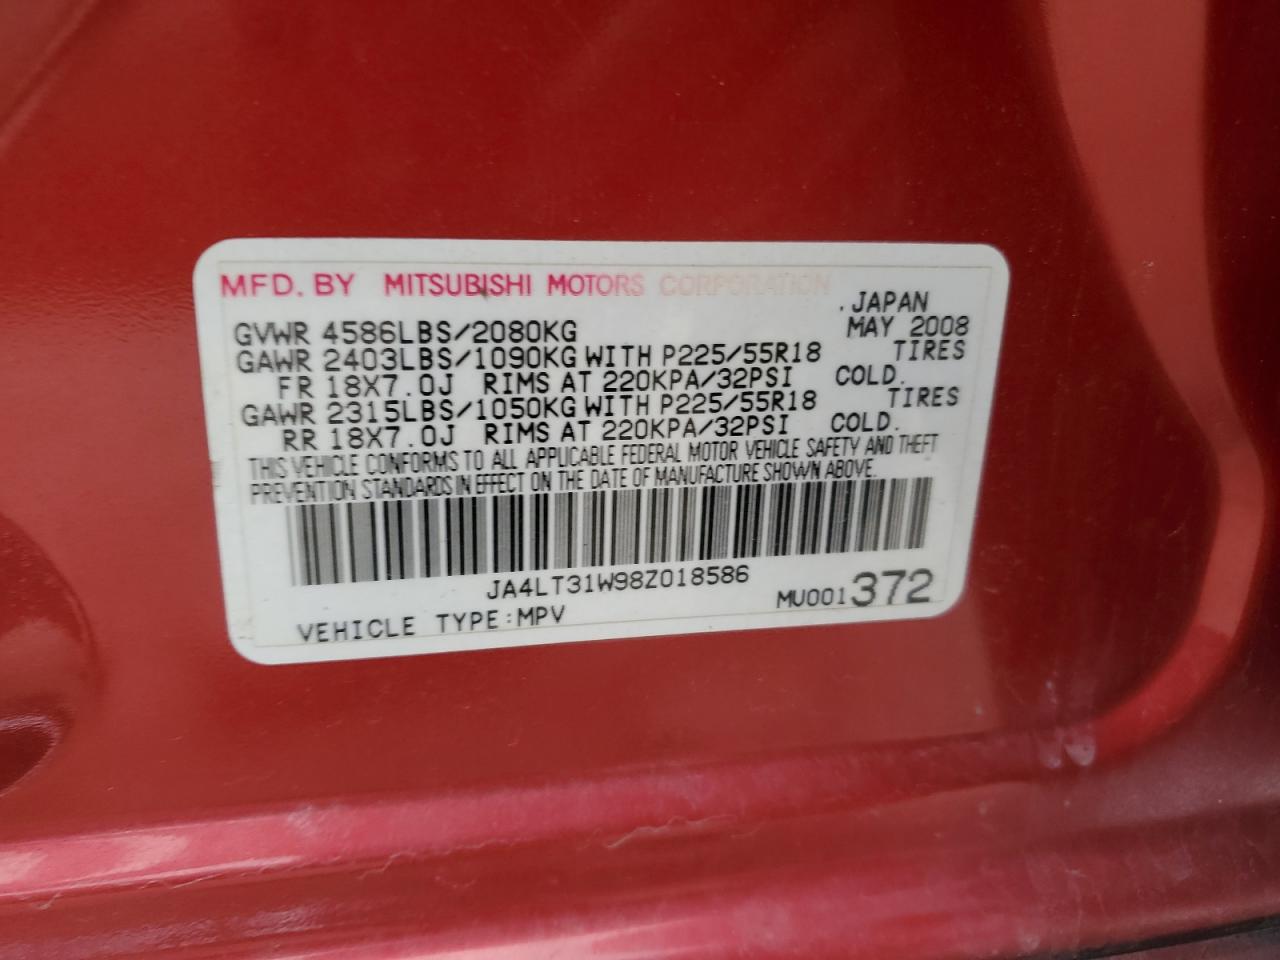 MFD. BY MITSUBISHI MOTORS CORPORATION
. JAPAN
GVWR 4586LBS/2080KG MAY 2008
GAWR 2403LBS/1090KG WITH P225/55R18 TIRES
FR 18X7.0J RIMS AT 220KPA/32PSI COLD.
GAWR 2315LBS/1050KG WITH P225/55R18 TIRES
RR 18X7.0J RIMS AT 220KPA/32PSI COLD.
THIS VEHICLE CONFORMS TO ALL APPLICABLE FEDERAL MOTOR VEHICLE SAFETY AND THEFT
PREVENTION STANDARDS IN EFFECT ON THE DATE OF MANUFACTURE SHOWN ABOVE.
JA4LT31W98Z018586
VEHICLE TYPE:MPV MU001372